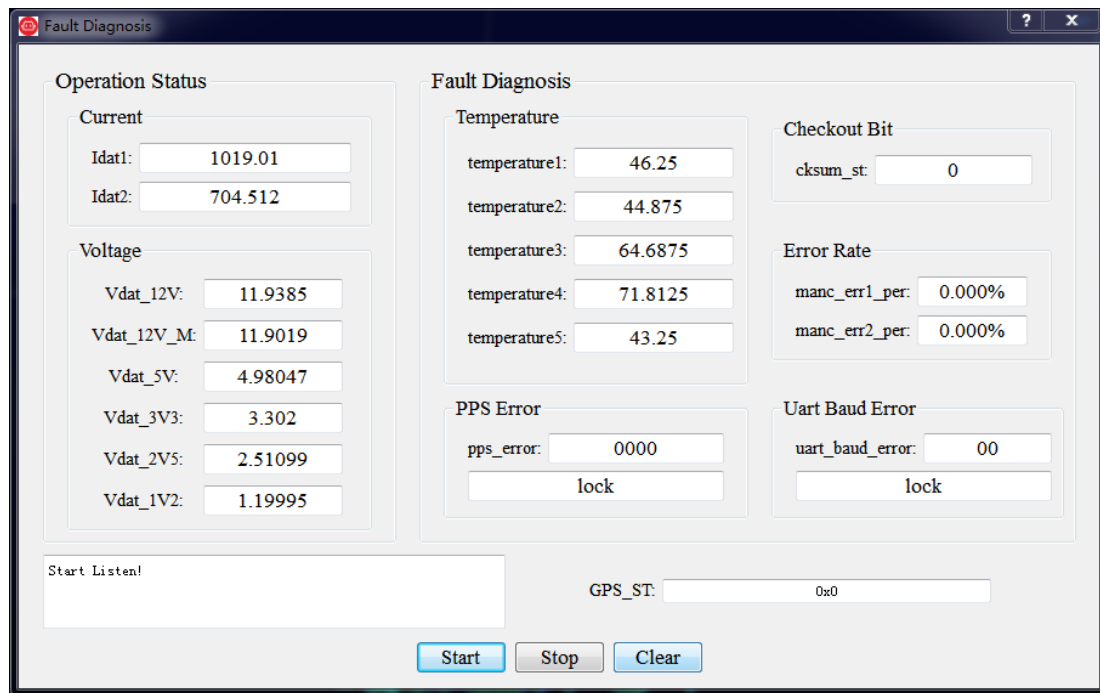 Fault Diagnosis
? X
Operation Status
Current
Idat1: 1019.01
Idat2: 704.512
Voltage
Vdat_12V: 11.9385
Vdat_12V_M: 11.9019
Vdat_5V: 4.98047
Vdat_3V3: 3.302
Vdat_2V5: 2.51099
Vdat_1V2: 1.19995
Fault Diagnosis
Temperature
temperature1: 46.25
temperature2: 44.875
temperature3: 64.6875
temperature4: 71.8125
temperature5: 43.25
Checkout Bit
cksum_st: 0
Error Rate
manc_err1_per: 0.000%
manc_err2_per: 0.000%
PPS Error
pps_error: 0000
lock
Uart Baud Error
uart_baud_error: 00
lock
Start Listen!
GPS_ST: 0x0
Start Stop Clear